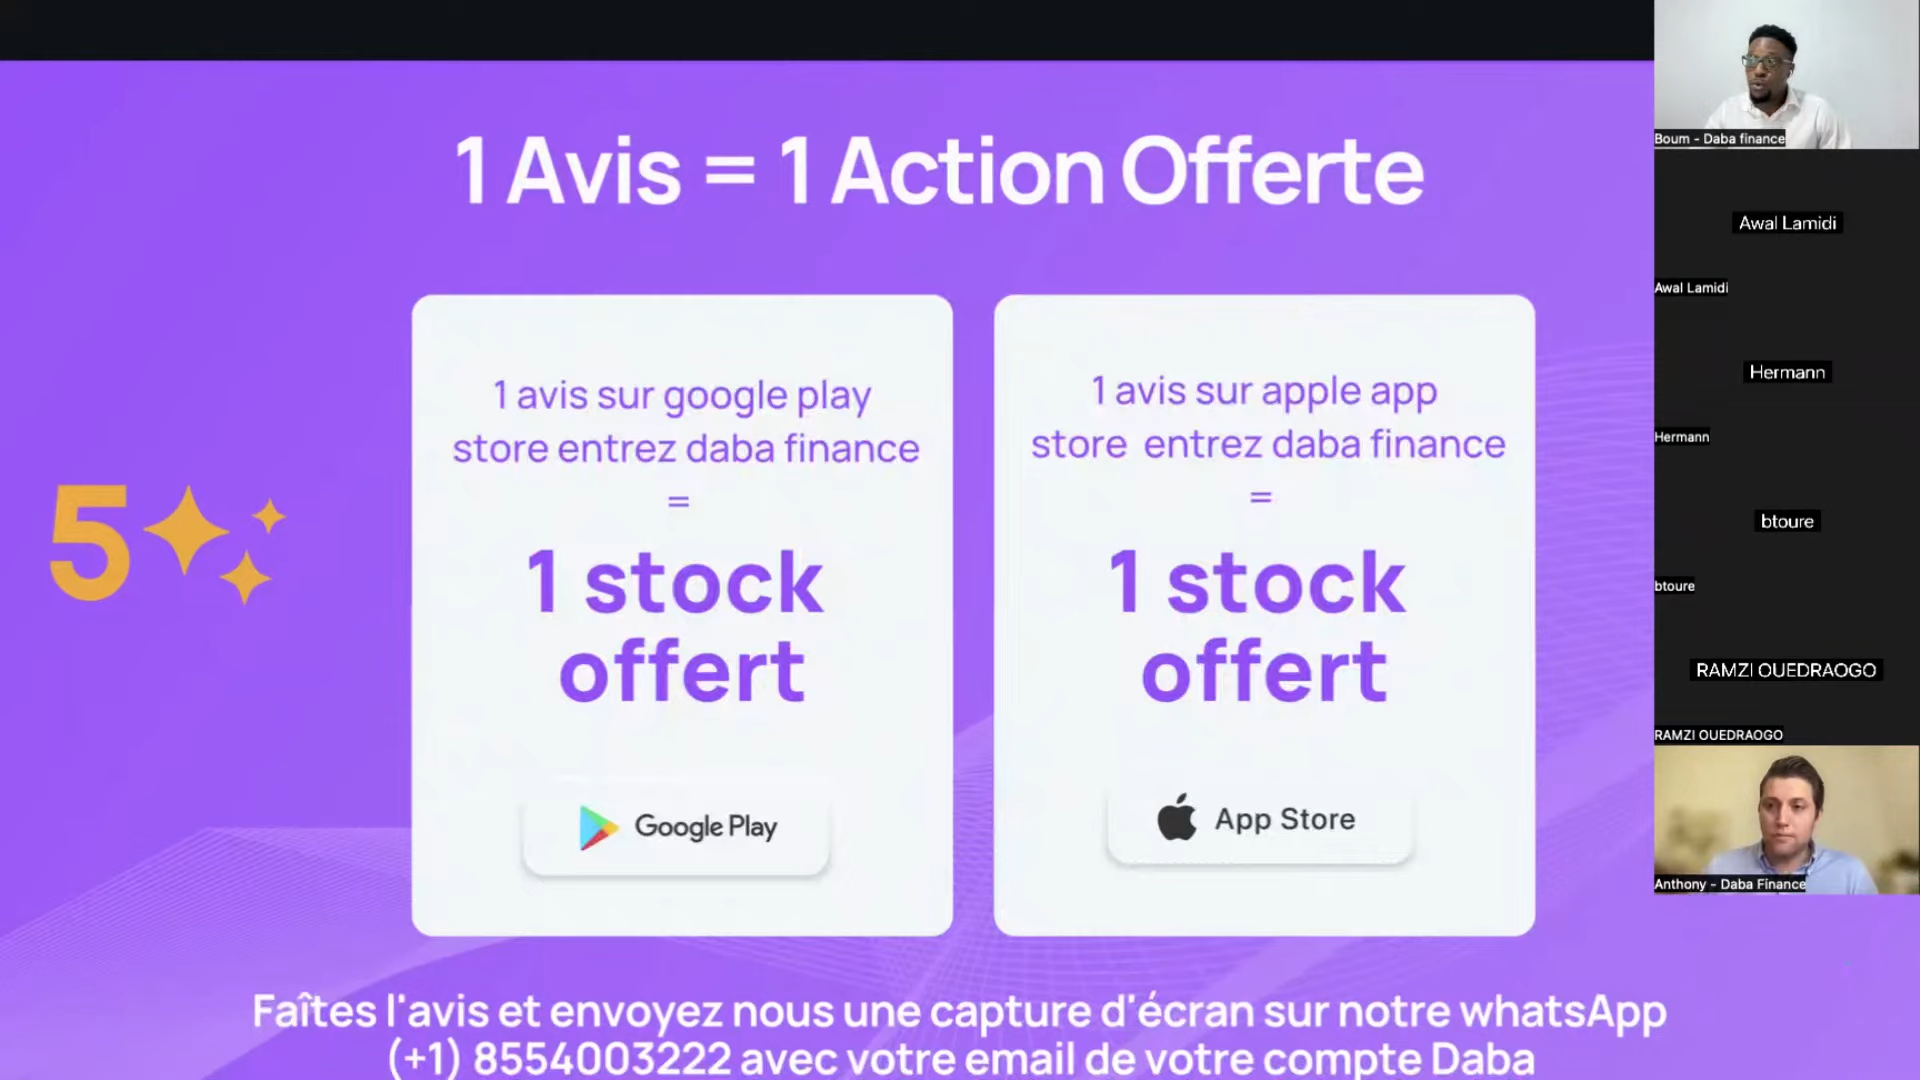 1 Avis = 1 Action Offerte
5
1 avis sur google play
store entrez daba finance
=
1 stock
offert
Google Play
1 avis sur apple app
store entrez daba finance
=
1 stock
offert
App Store
Faîtes l'avis et envoyez nous une capture d'écran sur notre whatsApp
(+1) 8554003222 avec votre email de votre compte Daba
Boum - Daba finance
Awal Lamidi
Awal Lamidi
Hermann
Hermann
btoure
btoure
RAMZI OUEDRAOGO
RAMZI OUEDRAOGO
Anthony - Daba Finance